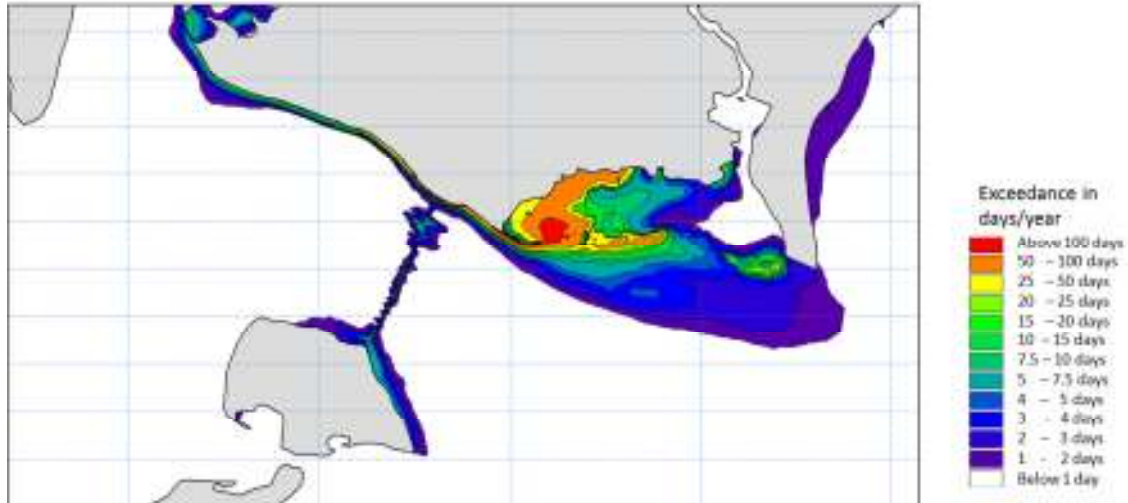 Exceedance in
days/year
Above 100 days
50 – 100 days
25 – 50 days
20 – 25 days
15 – 20 days
10 – 15 days
7.5 – 10 days
5 – 7.5 days
4 – 5 days
3 - 4 days
2 – 3 days
1 - 2 days
Below 1 day